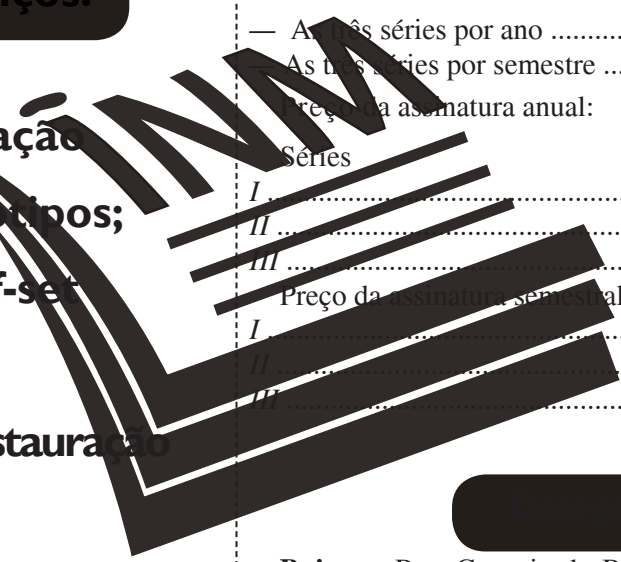 ação
tipos;
f-set
stauração
ÍNM
— As três séries por ano ..........
— As três séries por semestre ...
Preço da assinatura anual:
Séries
I ..................................................
II ..................................................
III ..................................................
Preço da assinatura semestral
I ..................................................
II ..................................................
III ..................................................